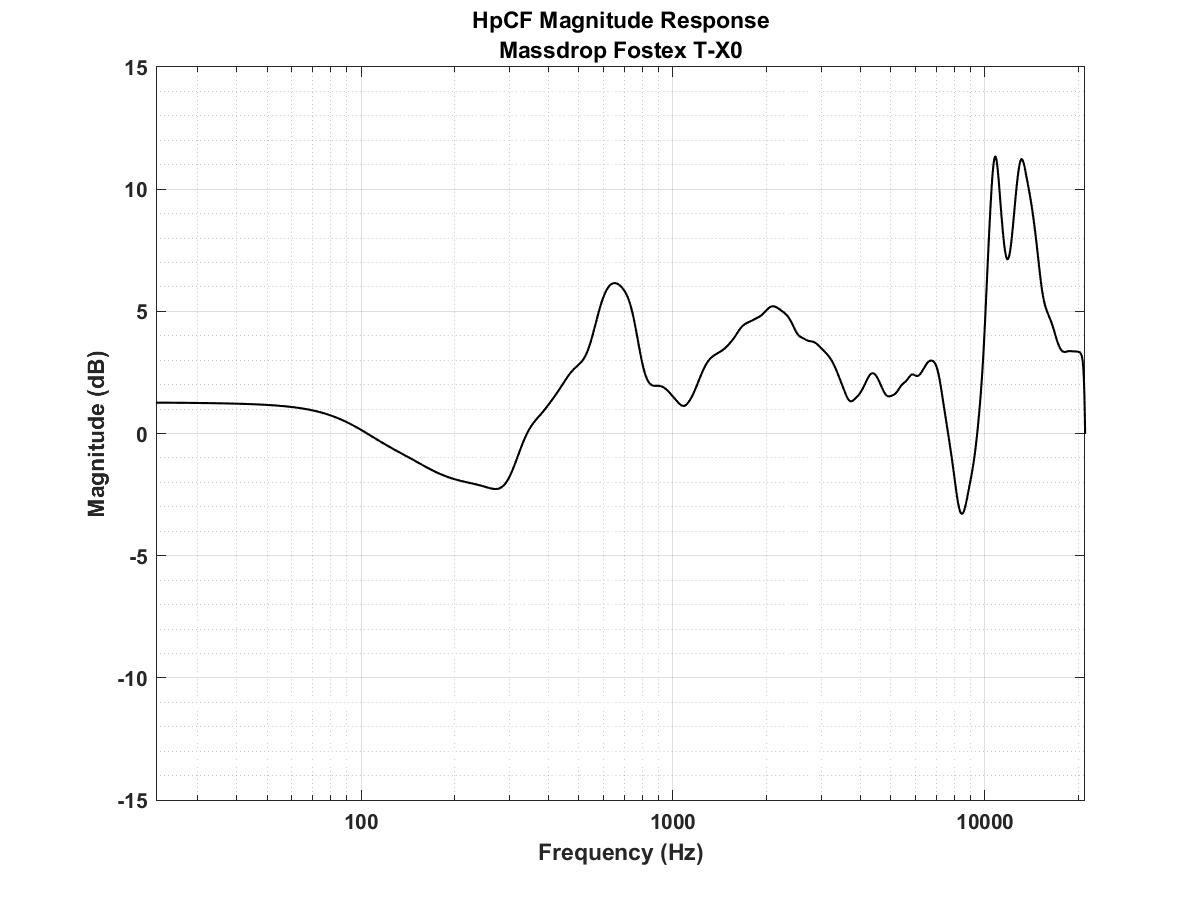 HpCF Magnitude Response
Massdrop Fostex T-X0
15
10
5
0
-5
-10
-15
Magnitude (dB)
100
1000
10000
Frequency (Hz)